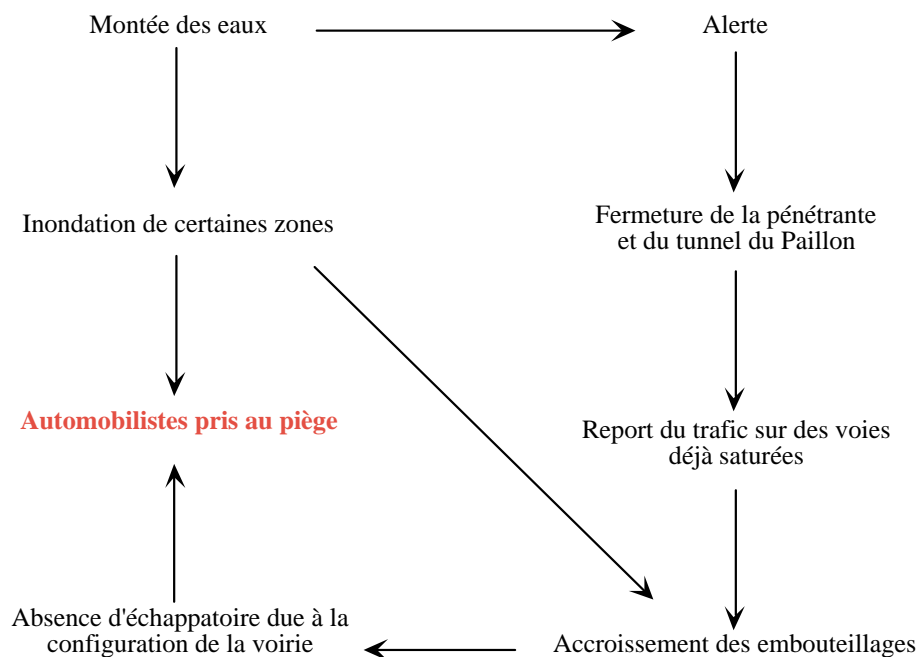 Montée des eaux
Alerte
Inondation de certaines zones
Fermeture de la pénétrante
et du tunnel du Paillon
Automobilistes pris au piège
Report du trafic sur des voies
déjà saturées
Absence d'échappatoire due à la
configuration de la voirie
Accroissement des embouteillages